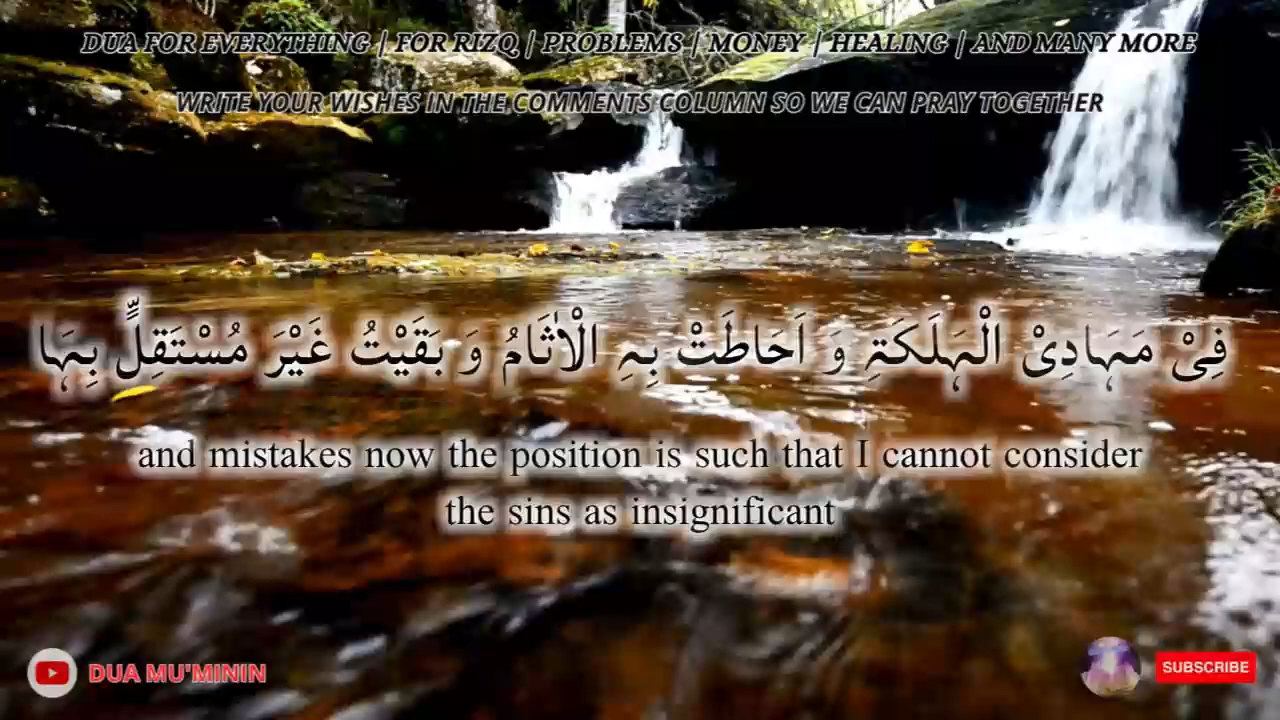 DUA FOR EVERYTHING | FOR RIZQ | PROBLEMS | MONEY | HEALING | AND MANY MORE
WRITE YOUR WISHES IN THE COMMENTS COLUMN SO WE CAN PRAY TOGETHER
فِیْ مَہَادِیْ الْہَلَکَۃِ وَ اَحَاطَتْ بِہِ الْاٰثَامُ وَ بَقَیْتُ غَیْرَ مُسْتَقِلٍّ بِہَا
and mistakes now the position is such that I cannot consider
the sins as insignificant
DUA MU'MININ
SUBSCRIBE